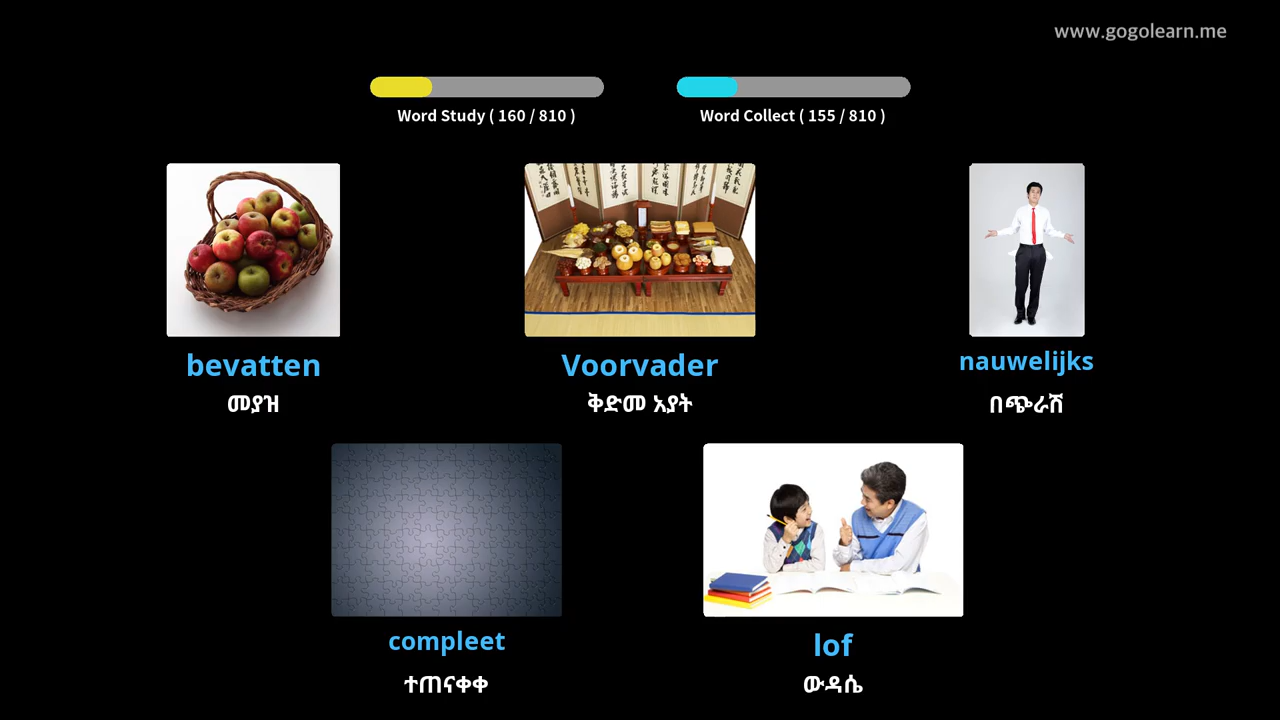 www.gogolearn.me
Word Study ( 160 / 810 )
Word Collect ( 155 / 810 )
bevatten
መያዝ
Voorvader
ቅድመ አያት
nauwelijks
በጭራሽ
compleet
ተጠናቀቀ
lof
ውዳሴ